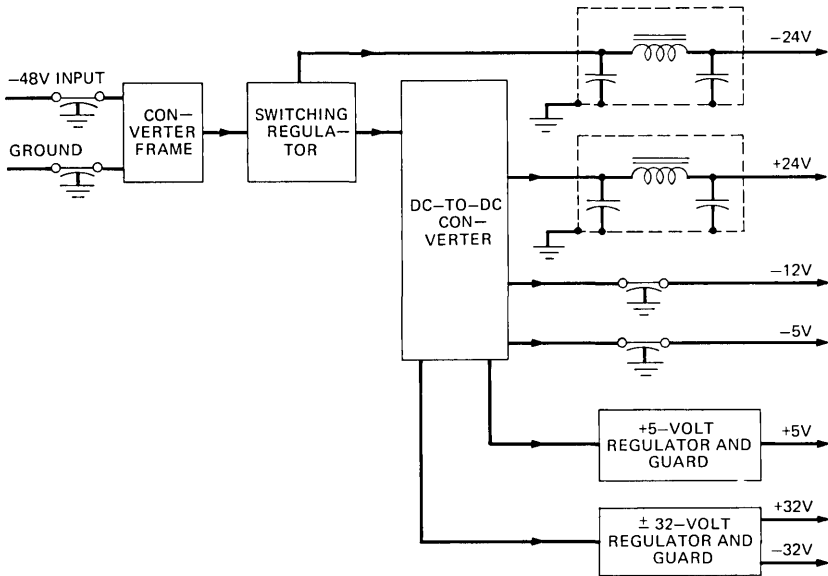 −24V
−48V INPUT
CON−
VERTER
FRAME
SWITCHING
REGULA−
TOR
GROUND
+24V
DC−TO−DC
CON−
VERTER
−12V
−5V
+5−VOLT
REGULATOR AND
GUARD
+5V
± 32−VOLT
REGULATOR AND
GUARD
+32V
−32V